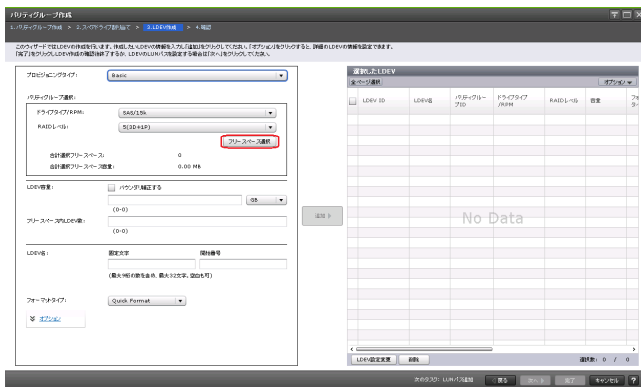 パリティグループ作成
1.パリティグループ作成 > 2.スペアドライブ割り当て > 3.LDEV作成 > 4.確認
このウィザードではLDEVの作成を行います。作成したいLDEVの情報を入力し「追加」をクリックしてください。「オプション」をクリックすると、詳細のLDEVの情報を設定できます。
「完了」をクリックしLDEV作成の確認後終了するか、LDEVのLUNパスを設定する場合は「次へ」をクリックしてください。
プロビジョニングタイプ: Basic
パリティグループ選択:
ドライブタイプ/RPM: SAS/15k
RAIDレベル: 5(3D+1P)
フリースペース選択
合計選択フリースペース: 0
合計選択フリースペース容量: 0.00 MB
LDEV容量: バウンダリ補正する
GB
(0-0)
フリースペース内LDEV数:
(0-0)
LDEV名: 固定文字 開始番号
(最大9桁の数を含め、最大32文字。空白も可)
フォーマットタイプ: Quick Format
オプション
追加
選択したLDEV
全ページ選択 オプション
LDEV ID LDEV名 パリティグループID ドライブタイプ/RPM RAIDレベル 容量
No Data
LDEV設定変更 削除 選択数: 0 / 0
次のタスク: LUNパス追加 戻る 次へ 完了 キャンセル ?